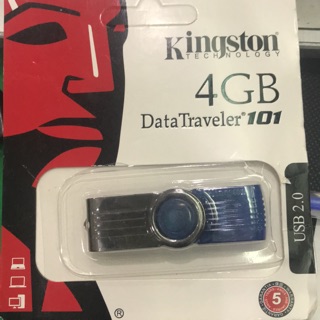 Kingston
TECHNOLOGY
4GB
DataTraveler® 101
USB 2.0
®
5